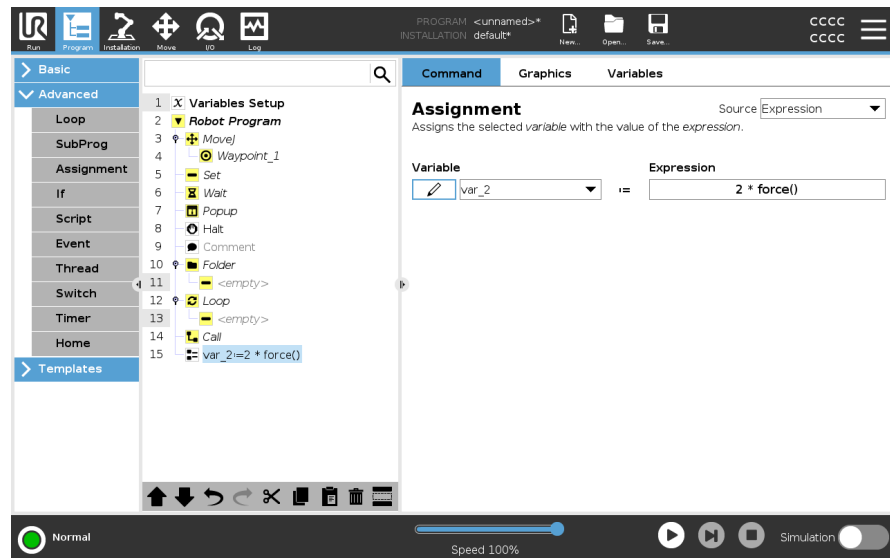 UR
Run
Program
Installation
Move
I/O
Log
PROGRAM <unnamed>*
INSTALLATION default*
New...
Open...
Save...
CCCC
CCCC
Basic
Advanced
Loop
SubProg
Assignment
If
Script
Event
Thread
Switch
Timer
Home
Templates
1 X Variables Setup
2 Robot Program
3 MoveJ
4 Waypoint_1
5 Set
6 Wait
7 Popup
8 Halt
9 Comment
10 Folder
11 <empty>
12 Loop
13 <empty>
14 Call
15 var_2≔2 * force()
Command Graphics Variables
Assignment
Source Expression
Assigns the selected variable with the value of the expression.
Variable Expression
var_2 ≔ 2 * force()
Normal
Speed 100%
Simulation